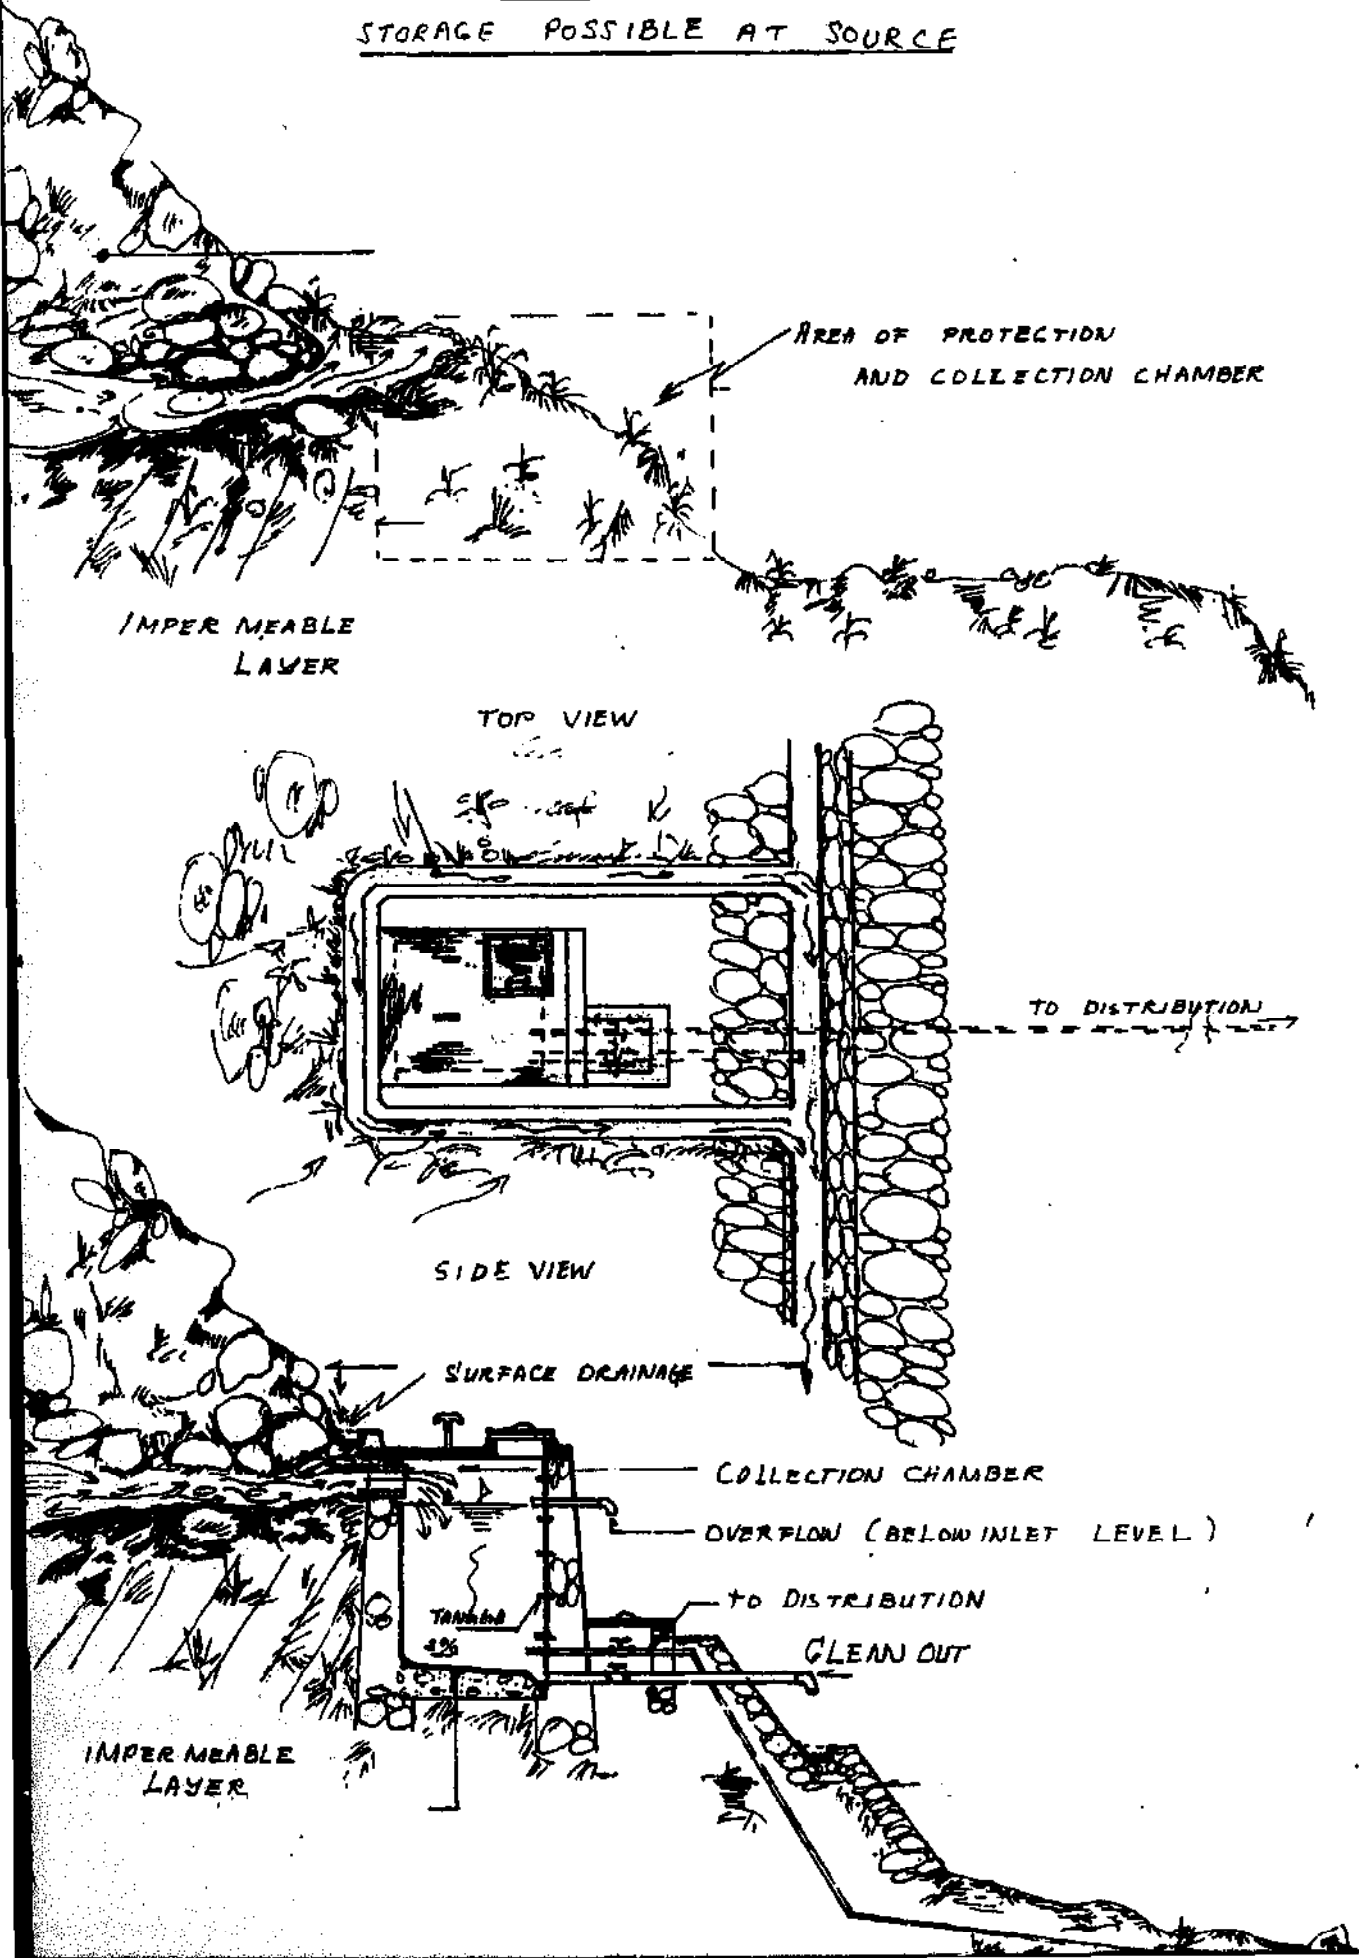 STORAGE POSSIBLE AT SOURCE
AREA OF PROTECTION
AND COLLECTION CHAMBER
IMPERMEABLE
LAYER
TOP VIEW
TO DISTRIBUTION
SIDE VIEW
SURFACE DRAINAGE
COLLECTION CHAMBER
OVERFLOW (BELOW INLET LEVEL)
TO DISTRIBUTION
TANGGA
CLEAN OUT
IMPERMEABLE
LAYER